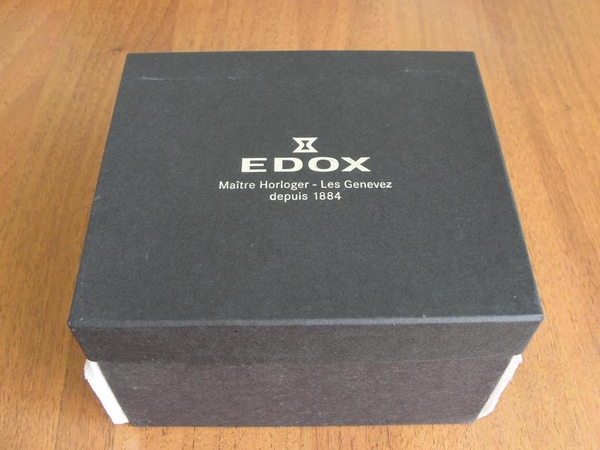 EDOX
Maître Horloger - Les Genevez
depuis 1884